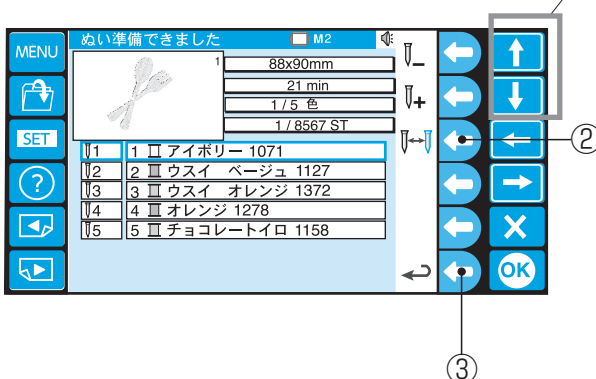 MENU
SET
?
ぬい準備できました M2
1
88x90mm
21 min
1/5 色
1/8567 ST
1 1 アイボリー 1071
2 2 ウスイ ベージュ 1127
3 3 ウスイ オレンジ 1372
4 4 オレンジ 1278
5 5 チョコレートイロ 1158
OK
②
③